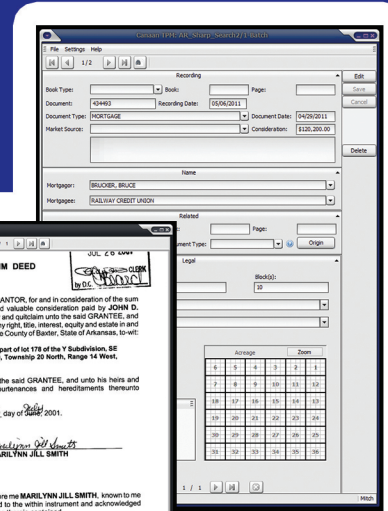 Canaan TPM: AR_Sharp_Search2/1 Batch
File Settings Help
1/2
Recording
Edit
Book Type: Book: Page:
Save
Document: 434493 Recording Date: 05/06/2011
Cancel
Document Type: MORTGAGE Document Date: 04/29/2011
Market Source: Consideration: $120,200.00
Delete
Name
Mortgagor: BRUCKER, BRUCE
Mortgagee: RAILWAY CREDIT UNION
Related
Page:
ument Type: Origin
Legal
Block(s):
10
Acreage Zoom
6 5 4 3 2 1
7 8 9 10 11 12
18 17 16 15 14 13
19 20 21 22 23 24
30 29 28 27 26 25
31 32 33 34 35 36
1 / 1
Mitch
IM DEED
CLERK
by D.C.
ANTOR, for and in consideration of the sum
d valuable consideration paid by JOHN D.
and quitclaim unto the said GRANTEE, and
y right, title, interest, equity and estate in and
e County of Baxter, State of Arkansas, to-wit:
part of lot 178 of the Y Subdivision, SE
, Township 20 North, Range 14 West,
the said GRANTEE, and unto his heirs and
urtenances and hereditaments thereunto
day of June July, 2001.
Marilynn Jill Smith
ARILYNN JILL SMITH
re me MARILYNN JILL SMITH, known to me
d to the within instrument and acknowledged